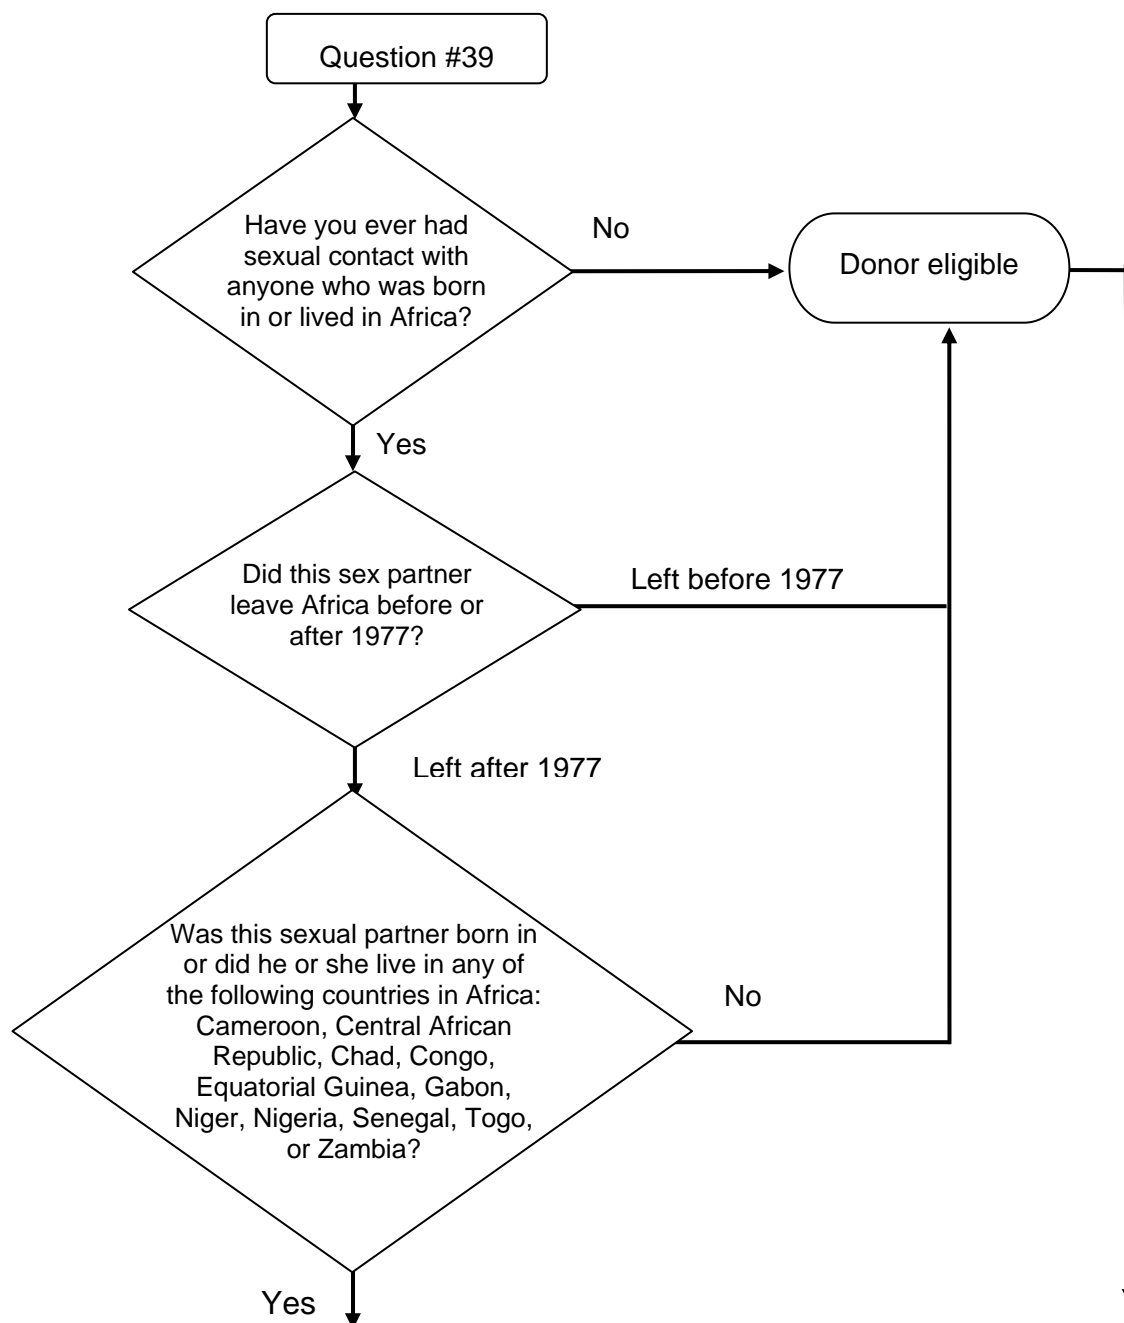 Question #39
Have you ever had
sexual contact with
anyone who was born
in or lived in Africa?
No
Donor eligible
Yes
Did this sex partner
leave Africa before or
after 1977?
Left before 1977
Left after 1977
Was this sexual partner born in
or did he or she live in any of
the following countries in Africa:
Cameroon, Central African
Republic, Chad, Congo,
Equatorial Guinea, Gabon,
Niger, Nigeria, Senegal, Togo,
or Zambia?
No
Yes